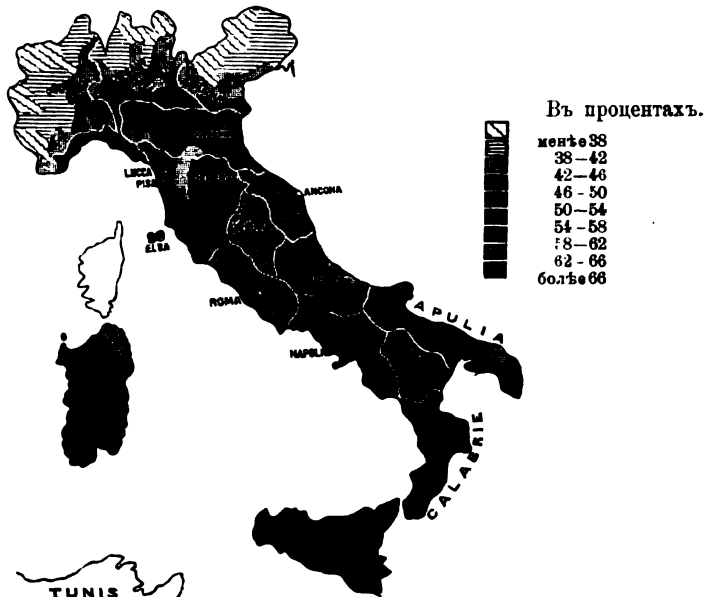 Въ процентахъ.
менѣе 38
38—42
42—46
46 - 50
50—54
54 - 58
58—62
62 - 66
болѣе 66
LUCCA
PISA
ANCONA
ELBA
ROMA
APULIA
NAPOLI
CALABRIE
TUNIS